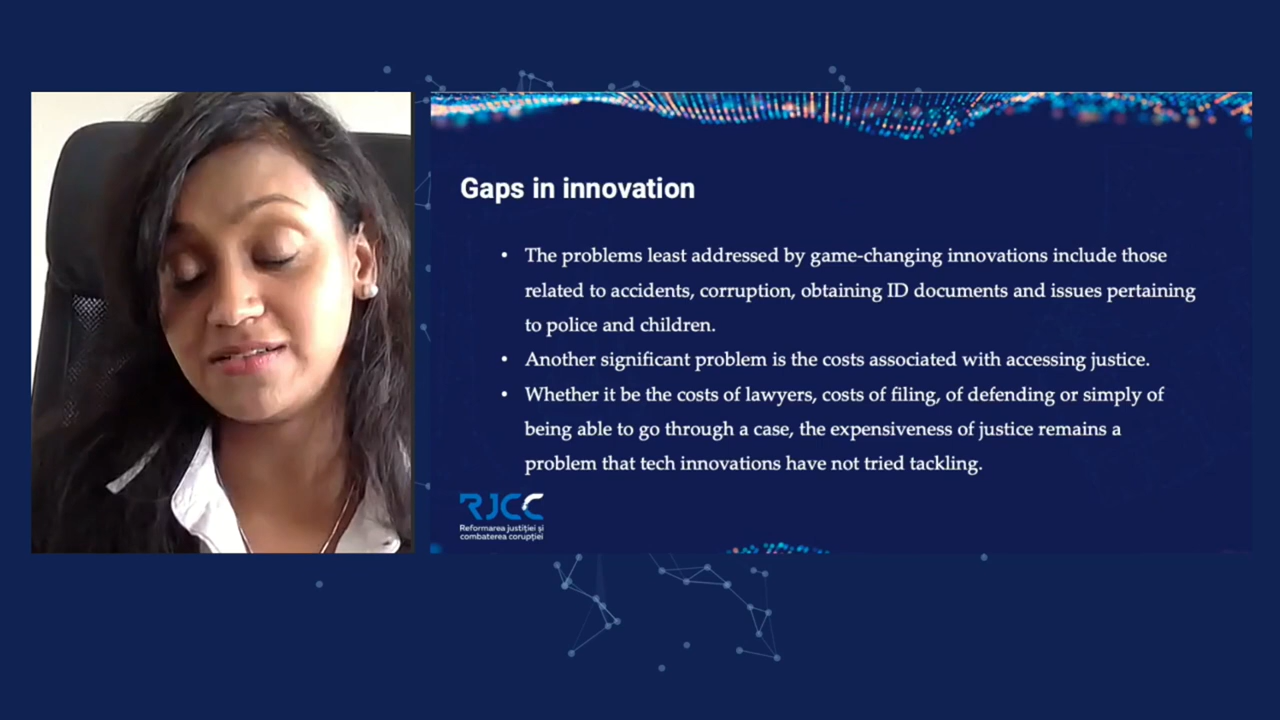 Gaps in innovation
• The problems least addressed by game-changing innovations include those
related to accidents, corruption, obtaining ID documents and issues pertaining
to police and children.
• Another significant problem is the costs associated with accessing justice.
• Whether it be the costs of lawyers, costs of filing, of defending or simply of
being able to go through a case, the expensiveness of justice remains a
problem that tech innovations have not tried tackling.
RJCC
Reformarea justiției și
combaterea corupției